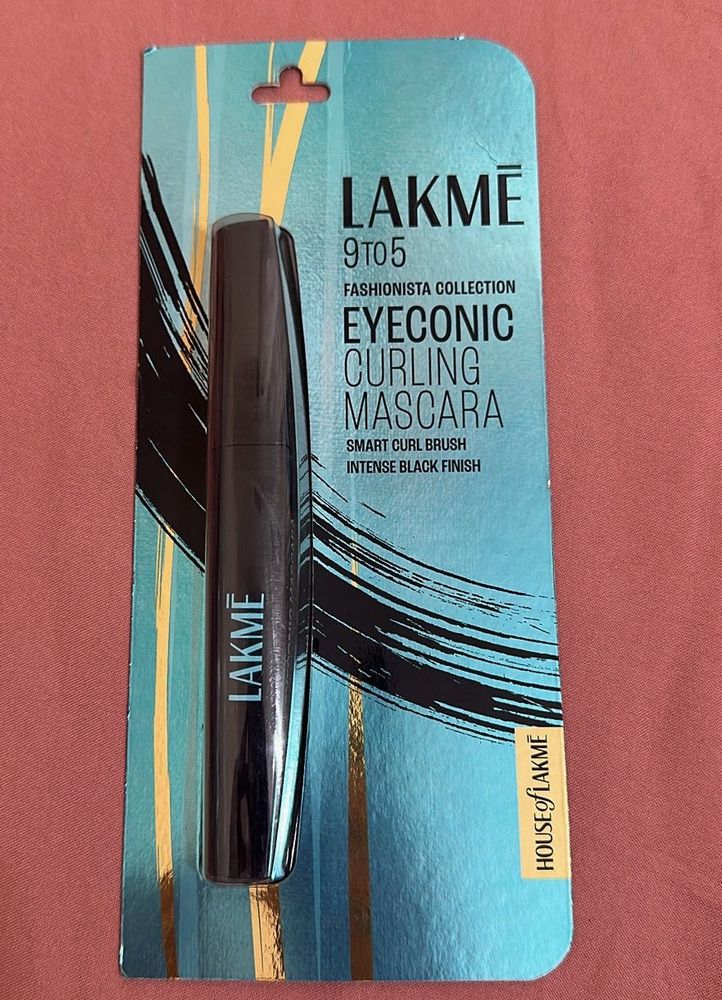 LAKMĒ
9TO5
FASHIONISTA COLLECTION
EYECONIC
CURLING
MASCARA
SMART CURL BRUSH
INTENSE BLACK FINISH
LAKMĒ
HOUSE of LAKMĒ